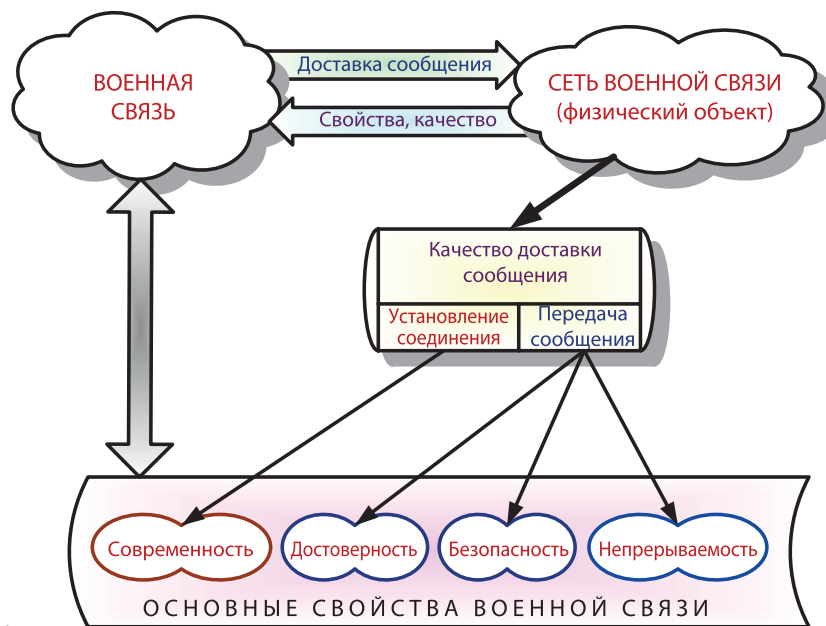 ВОЕННАЯ
СВЯЗЬ
Доставка сообщения
Свойства, качество
СЕТЬ ВОЕННОЙ СВЯЗИ
(физический объект)
Качество доставки
сообщения
Установление
соединения
Передача
сообщения
Современность
Достоверность
Безопасность
Непрерываемость
ОСНОВНЫЕ СВОЙСТВА ВОЕННОЙ СВЯЗИ